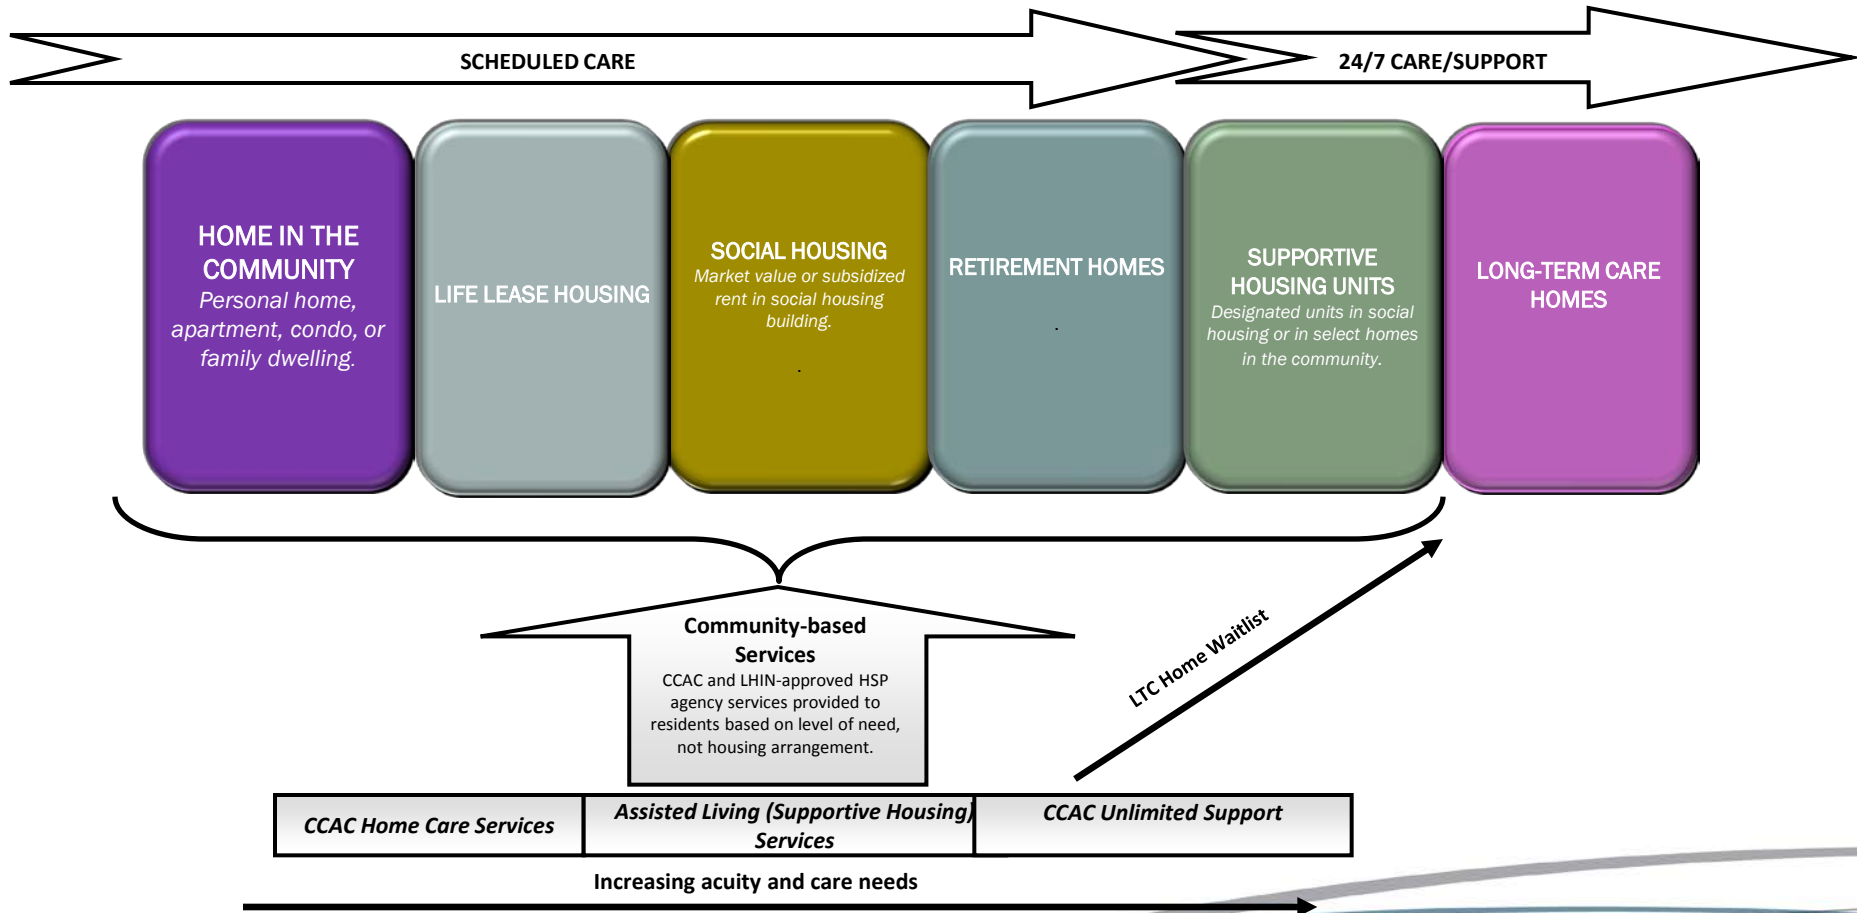 SCHEDULED CARE
24/7 CARE/SUPPORT
HOME IN THE
COMMUNITY
Personal home,
apartment, condo, or
family dwelling.
LIFE LEASE HOUSING
SOCIAL HOUSING
Market value or subsidized
rent in social housing
building.
.
RETIREMENT HOMES
.
SUPPORTIVE
HOUSING UNITS
Designated units in social
housing or in select homes
in the community.
LONG-TERM CARE
HOMES
Community-based
Services
CCAC and LHIN-approved HSP
agency services provided to
residents based on level of need,
not housing arrangement.
LTC Home Waitlist
CCAC Home Care Services
Assisted Living (Supportive Housing)
Services
CCAC Unlimited Support
Increasing acuity and care needs